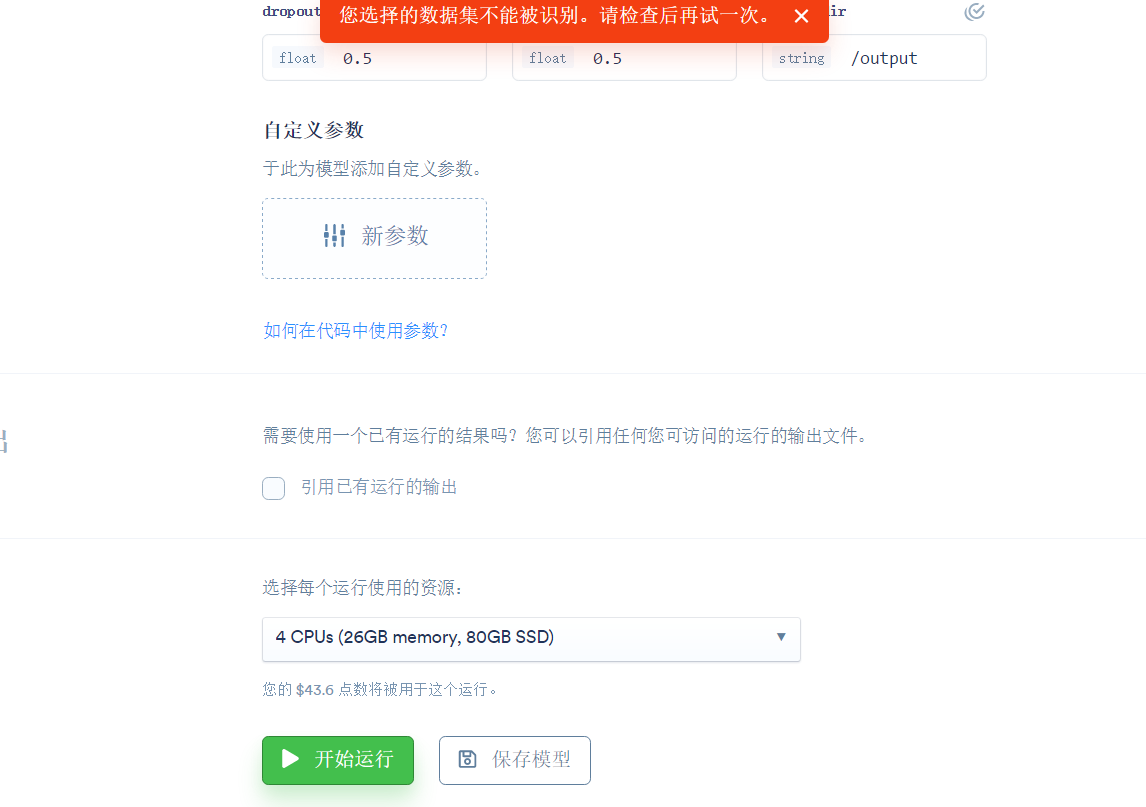 您选择的数据集不能被识别。请检查后再试一次。 ×
dropout
float 0.5
float 0.5
string /output
自定义参数
于此为模型添加自定义参数。
新参数
如何在代码中使用参数?
需要使用一个已有运行的结果吗? 您可以引用任何您可访问的运行的输出文件。
引用已有运行的输出
选择每个运行使用的资源:
4 CPUs (26GB memory, 80GB SSD)
您的 $43.6 点数将被用于这个运行。
开始运行
保存模型